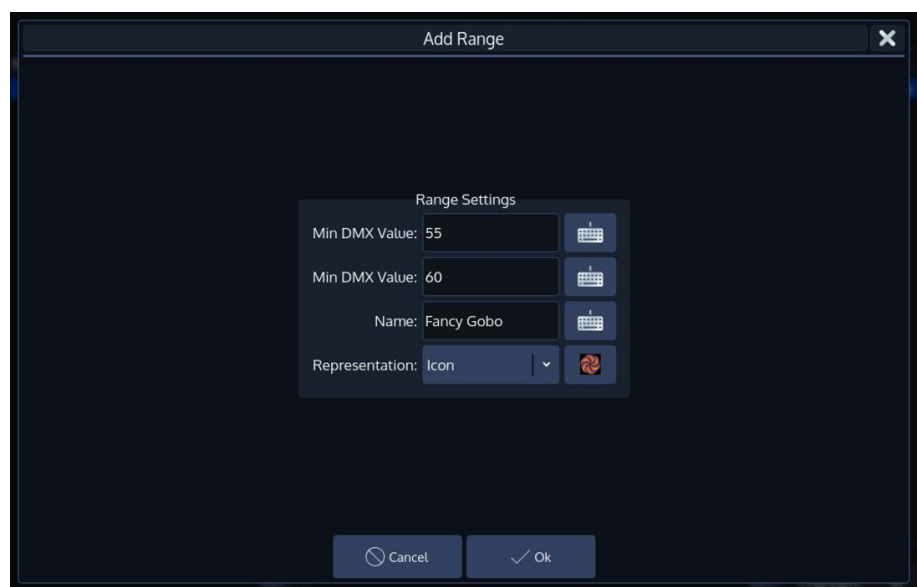 Add Range
Range Settings
Min DMX Value: 55
Min DMX Value: 60
Name: Fancy Gobo
Representation: Icon
Cancel Ok